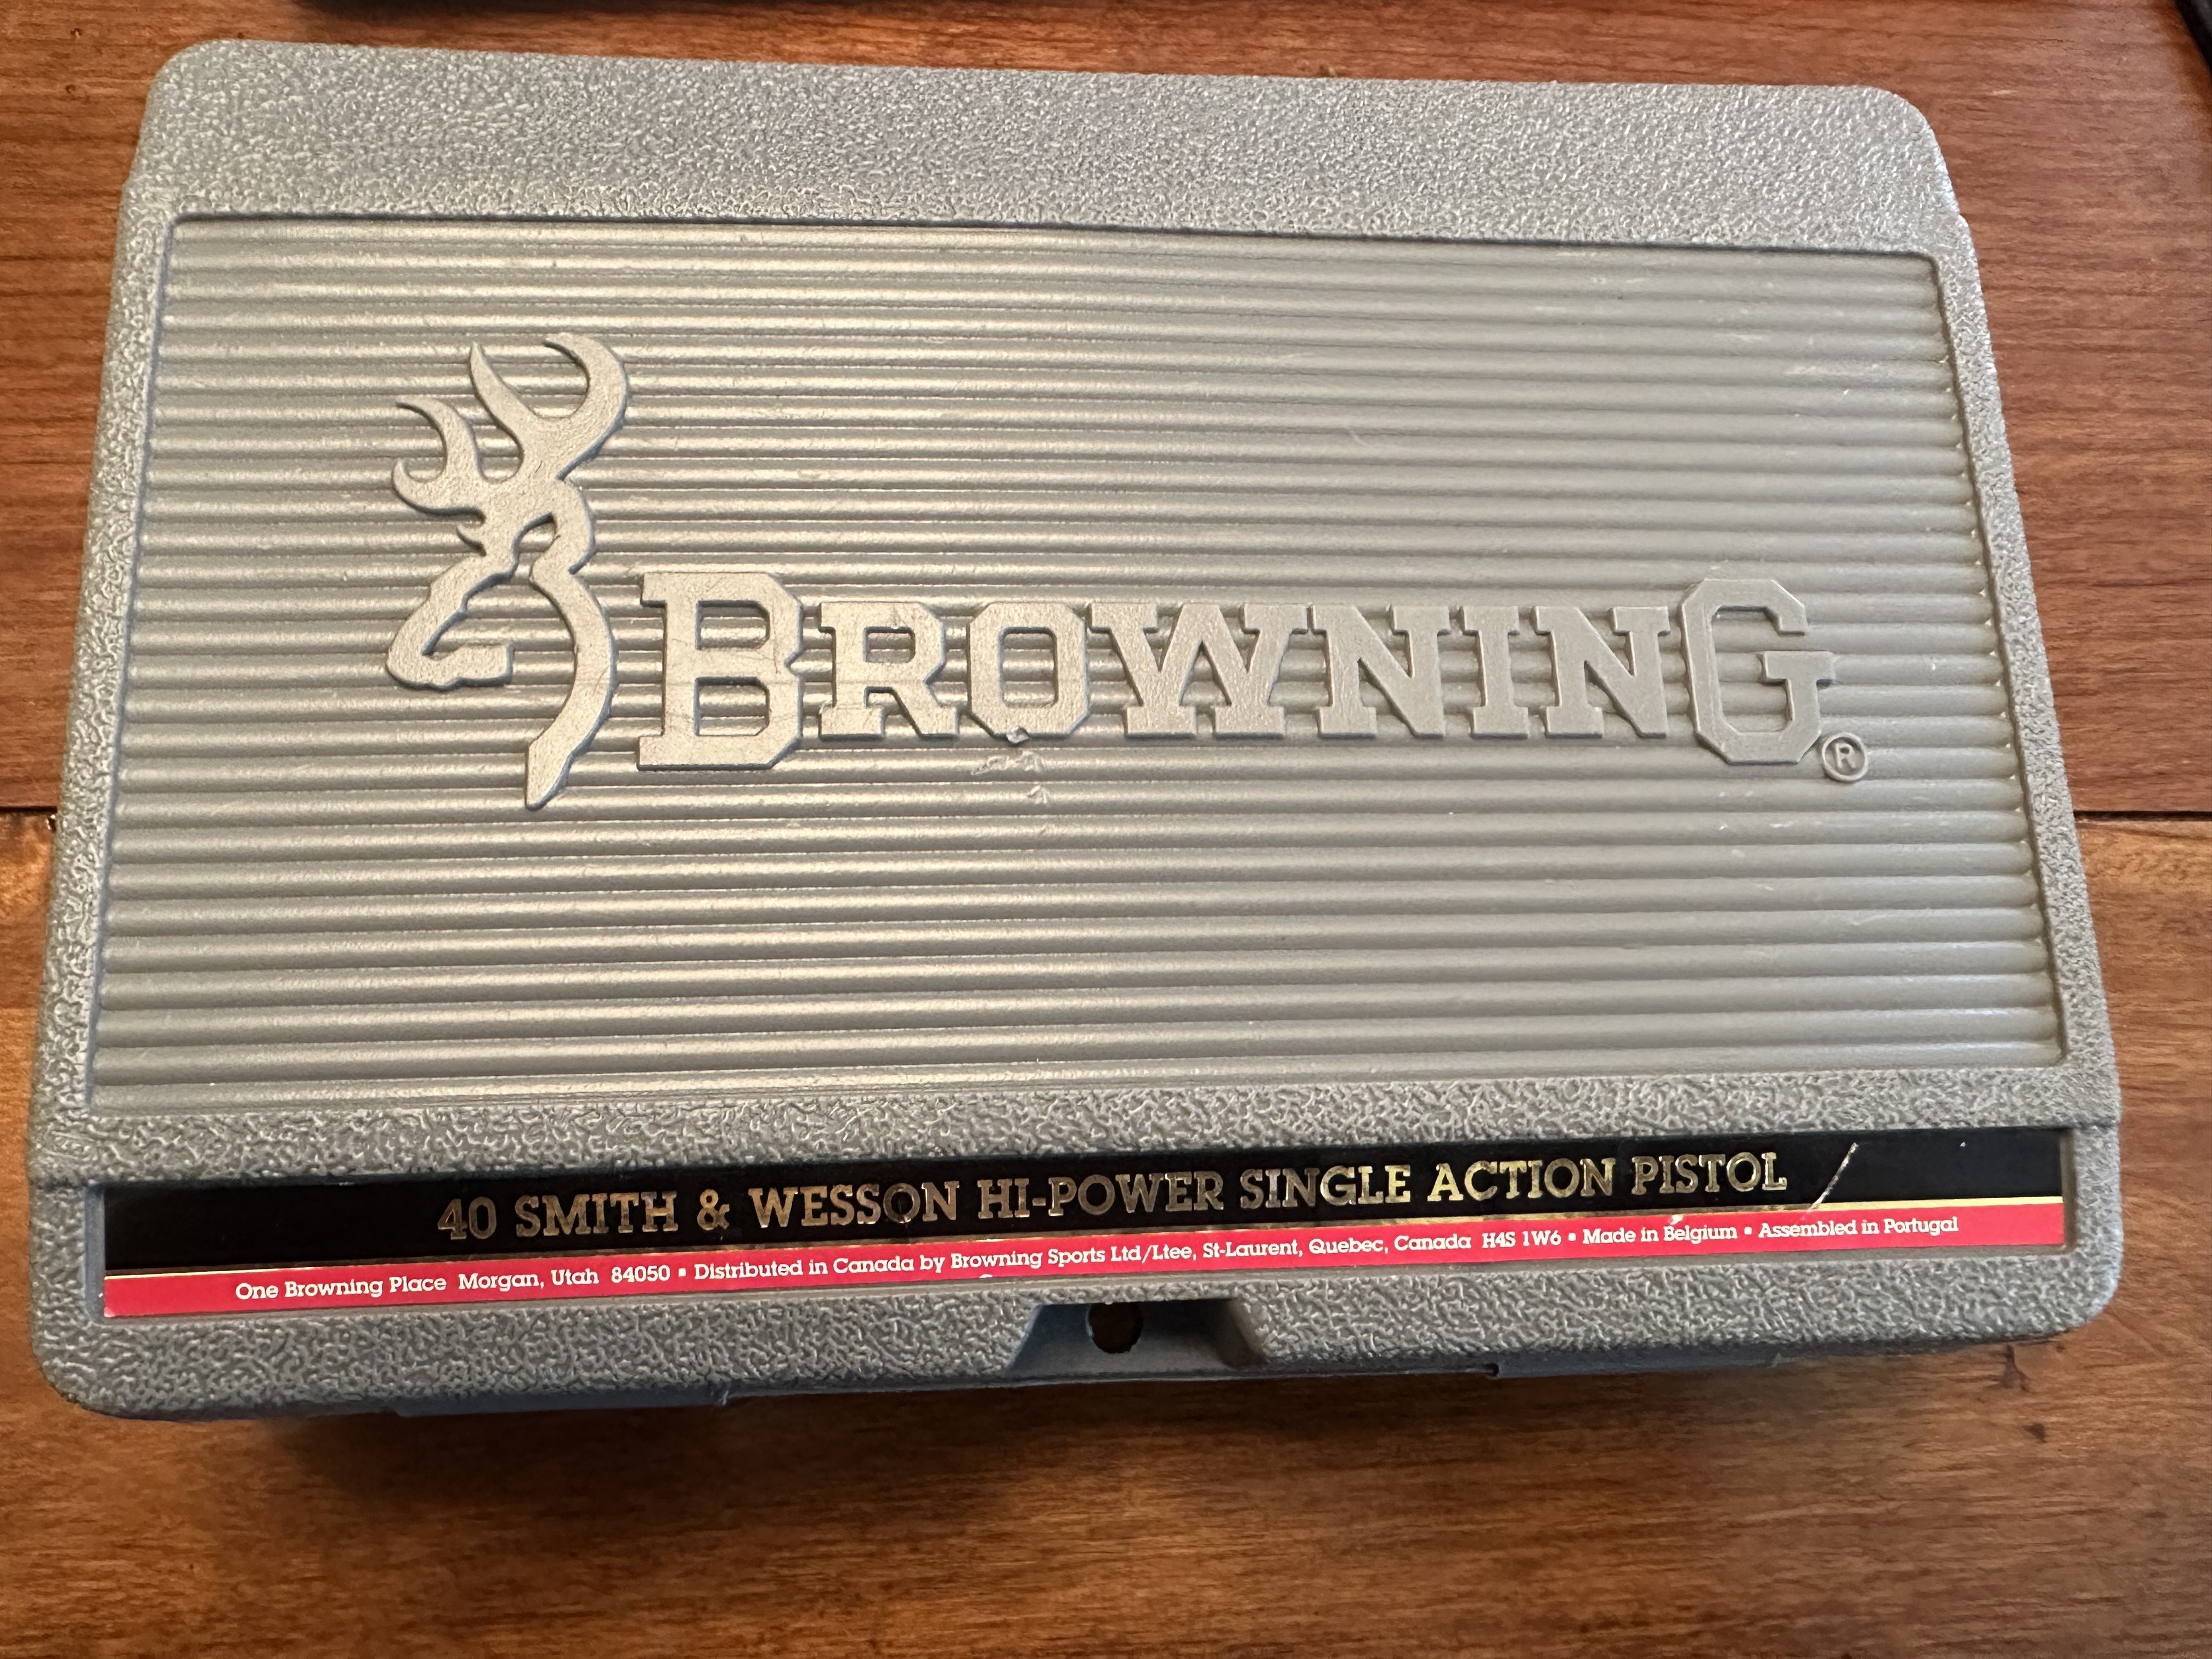 BROWNING®
40 SMITH & WESSON HI-POWER SINGLE ACTION PISTOL
One Browning Place Morgan, Utah 84050 ▪ Distributed in Canada by Browning Sports Ltd/Ltee, St-Laurent, Quebec, Canada H4S 1W6 ▪ Made in Belgium ▪ Assembled in Portugal